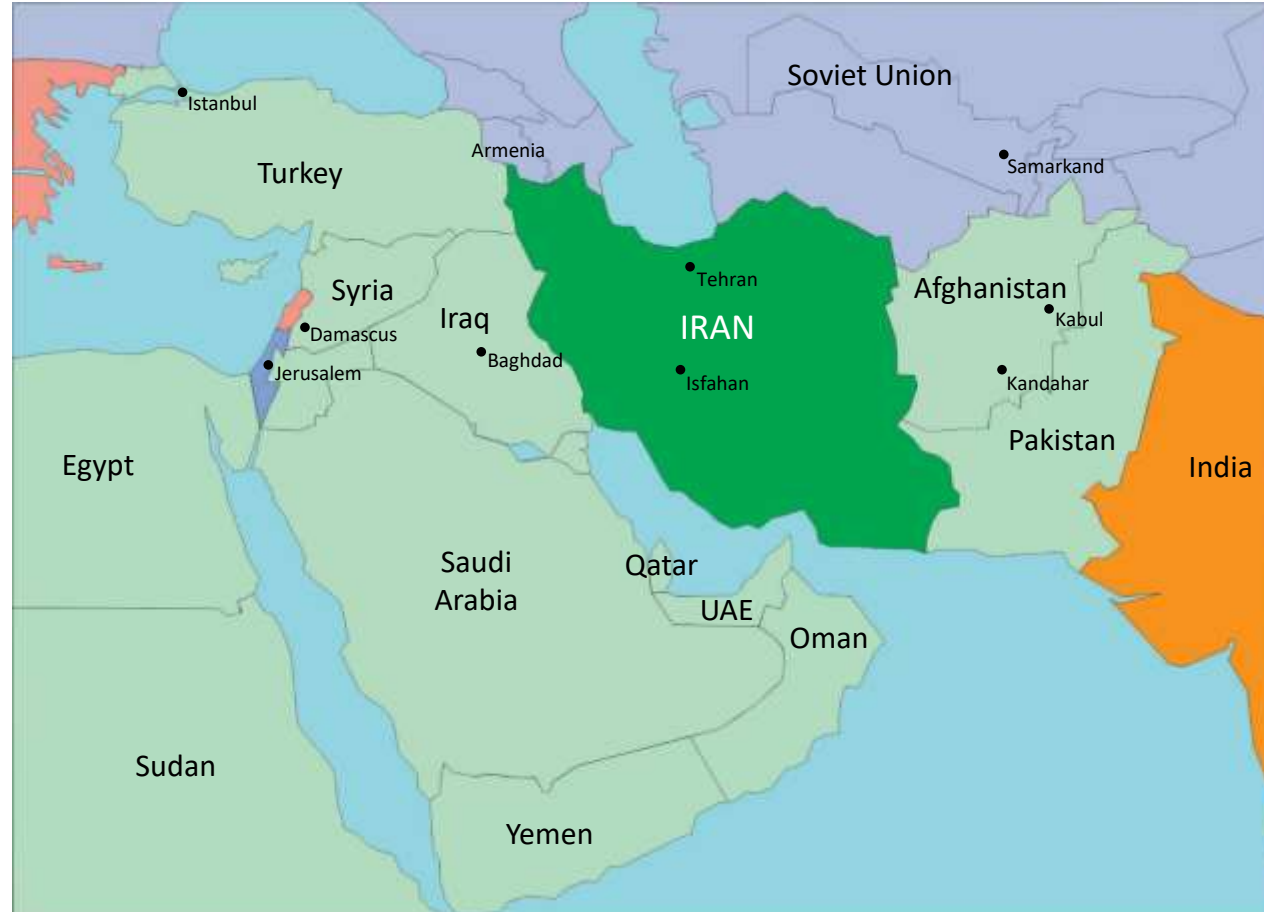 Soviet Union
Istanbul
Armenia
Samarkand
Turkey
Tehran
Syria
Afghanistan
Iraq
IRAN
Kabul
Damascus
Baghdad
Jerusalem
Isfahan
Kandahar
Pakistan
Egypt
India
Saudi
Arabia
Qatar
UAE
Oman
Sudan
Yemen